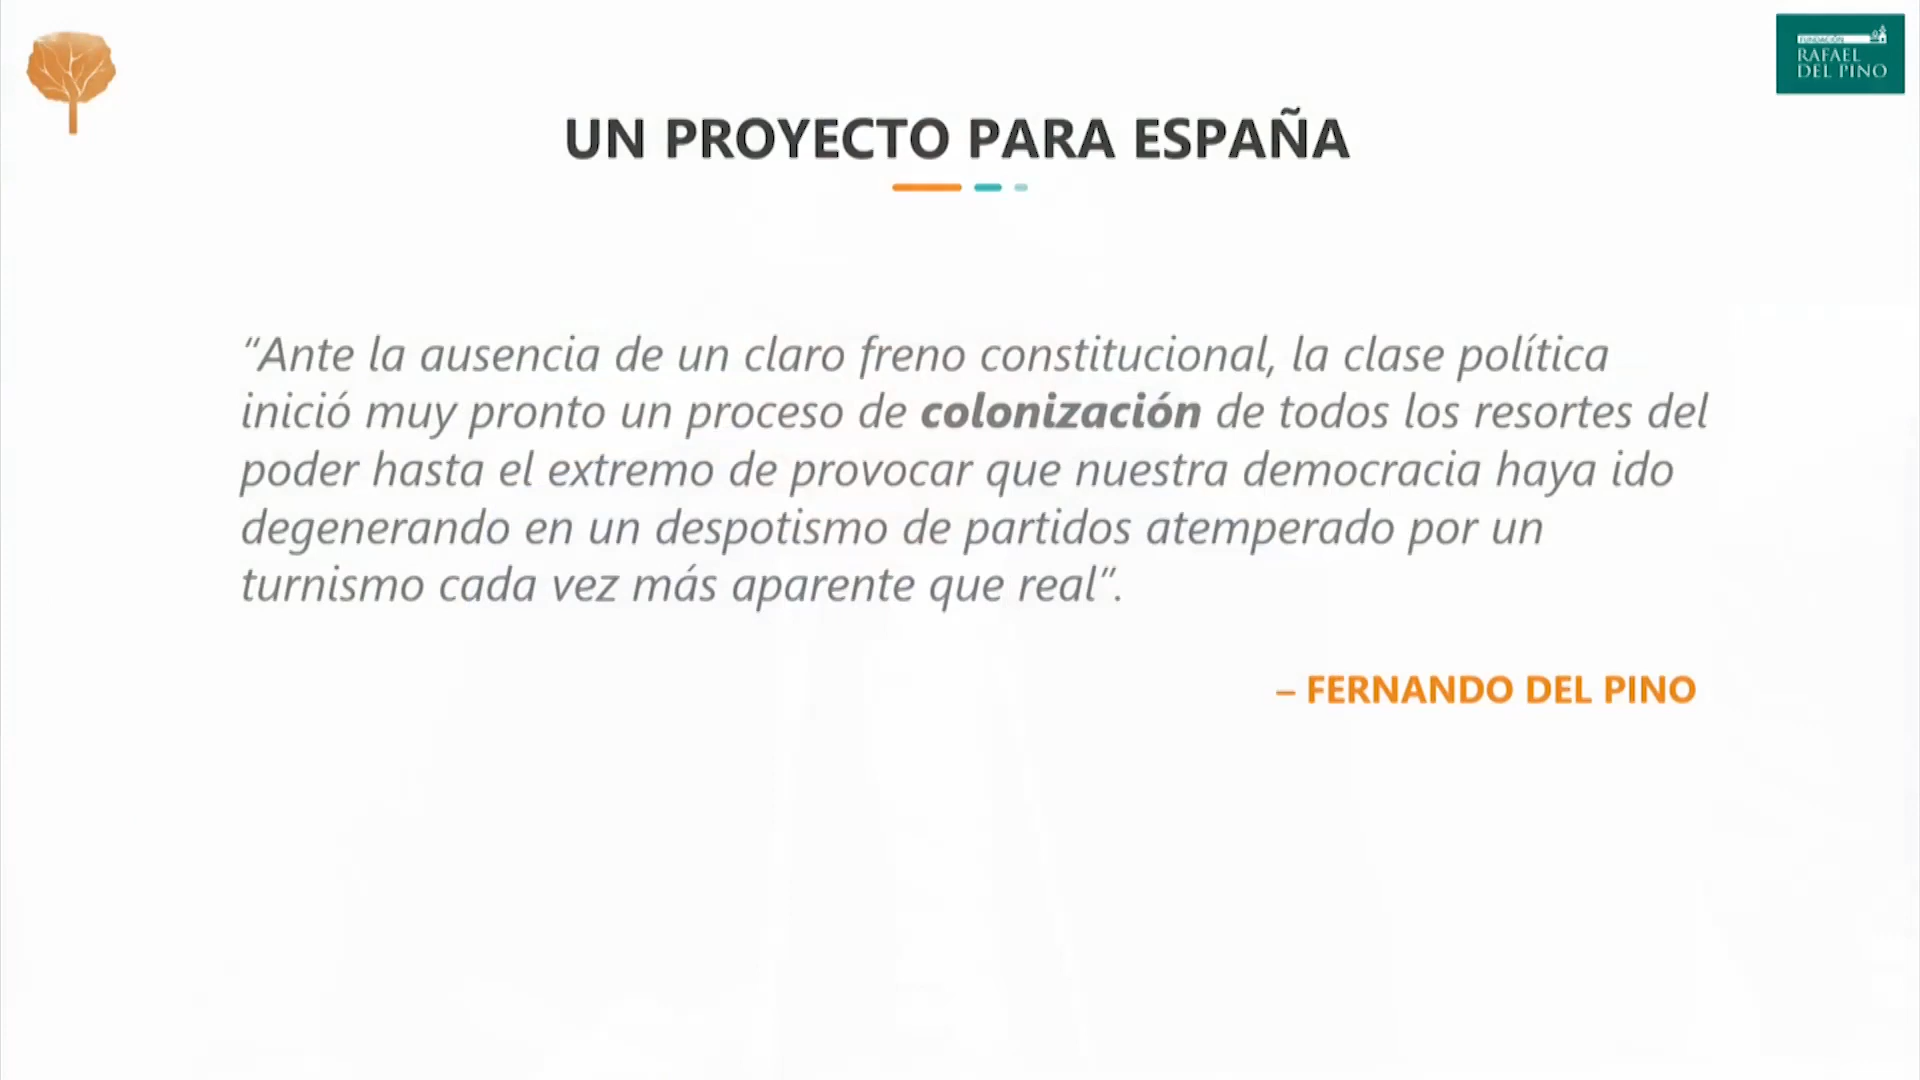 FUNDACIÓN
RAFAEL
DEL PINO
UN PROYECTO PARA ESPAÑA
“Ante la ausencia de un claro freno constitucional, la clase política
inició muy pronto un proceso de colonización de todos los resortes del
poder hasta el extremo de provocar que nuestra democracia haya ido
degenerando en un despotismo de partidos atemperado por un
turnismo cada vez más aparente que real”.
– FERNANDO DEL PINO